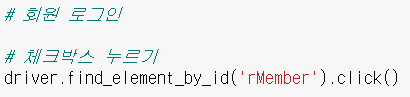 # 회원 로그인
# 체크박스 누르기
driver.find_element_by_id('rMember').click()